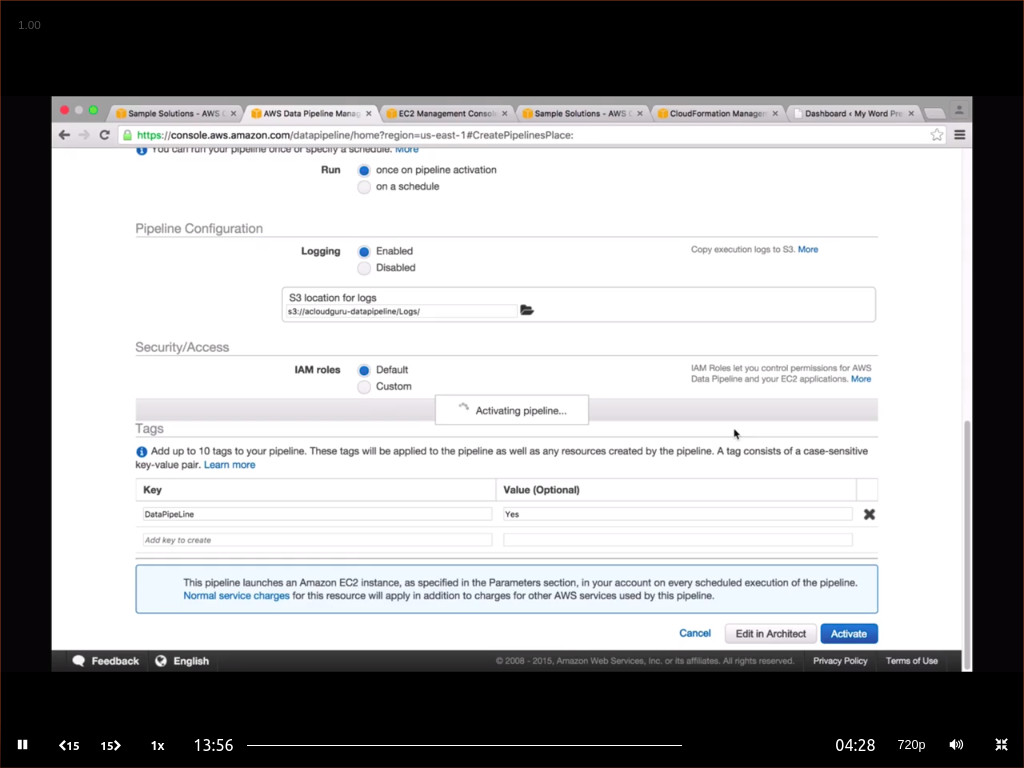 1.00
Sample Solutions - AWS C
AWS Data Pipeline Manag
EC2 Management Console
Sample Solutions - AWS C
CloudFormation Manager
Dashboard ‹ My Word Pre
https://console.aws.amazon.com/datapipeline/home?region=us-east-1#CreatePipelinesPlace:
You can run your pipeline once or specify a schedule. More
Run
once on pipeline activation
on a schedule
Pipeline Configuration
Logging
Enabled
Disabled
Copy execution logs to S3. More
S3 location for logs
s3://acloudguru-datapipeline/Logs/
Security/Access
IAM roles
Default
Custom
IAM Roles let you control permissions for AWS
Data Pipeline and your EC2 applications. More
Activating pipeline...
Tags
Add up to 10 tags to your pipeline. These tags will be applied to the pipeline as well as any resources created by the pipeline. A tag consists of a case-sensitive
key-value pair. Learn more
Key
Value (Optional)
DataPipeLine
Yes
Add key to create
This pipeline launches an Amazon EC2 instance, as specified in the Parameters section, in your account on every scheduled execution of the pipeline.
Normal service charges for this resource will apply in addition to charges for other AWS services used by this pipeline.
Cancel
Edit in Architect
Activate
Feedback
English
© 2008 - 2015, Amazon Web Services, Inc. or its affiliates. All rights reserved.
Privacy Policy
Terms of Use
15
15
1x
13:56
04:28
720p